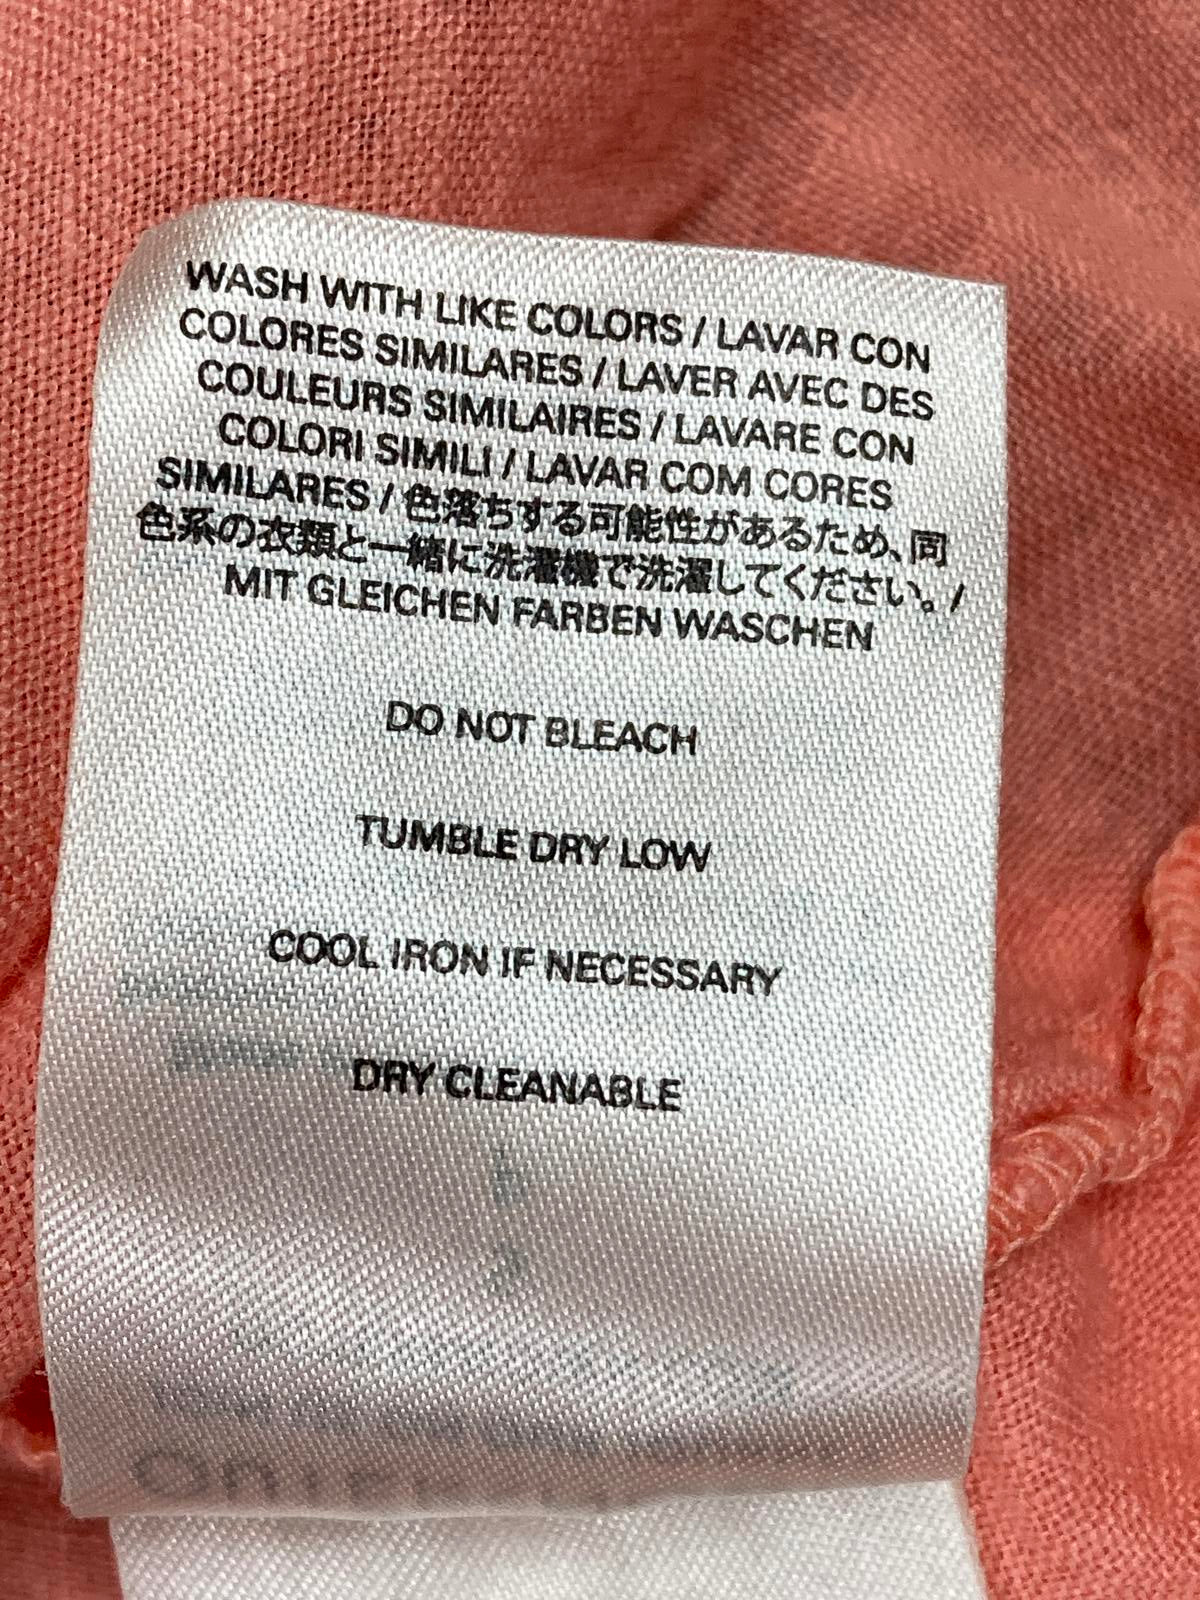 WASH WITH LIKE COLORS / LAVAR CON
COLORES SIMILARES / LAVER AVEC DES
COULEURS SIMILAIRES / LAVARE CON
COLORI SIMILI / LAVAR COM CORES
SIMILARES / 色落ちする可能性があるため、同
色系の衣類と一緒に洗濯機で洗濯してください。/
MIT GLEICHEN FARBEN WASCHEN
DO NOT BLEACH
TUMBLE DRY LOW
COOL IRON IF NECESSARY
DRY CLEANABLE